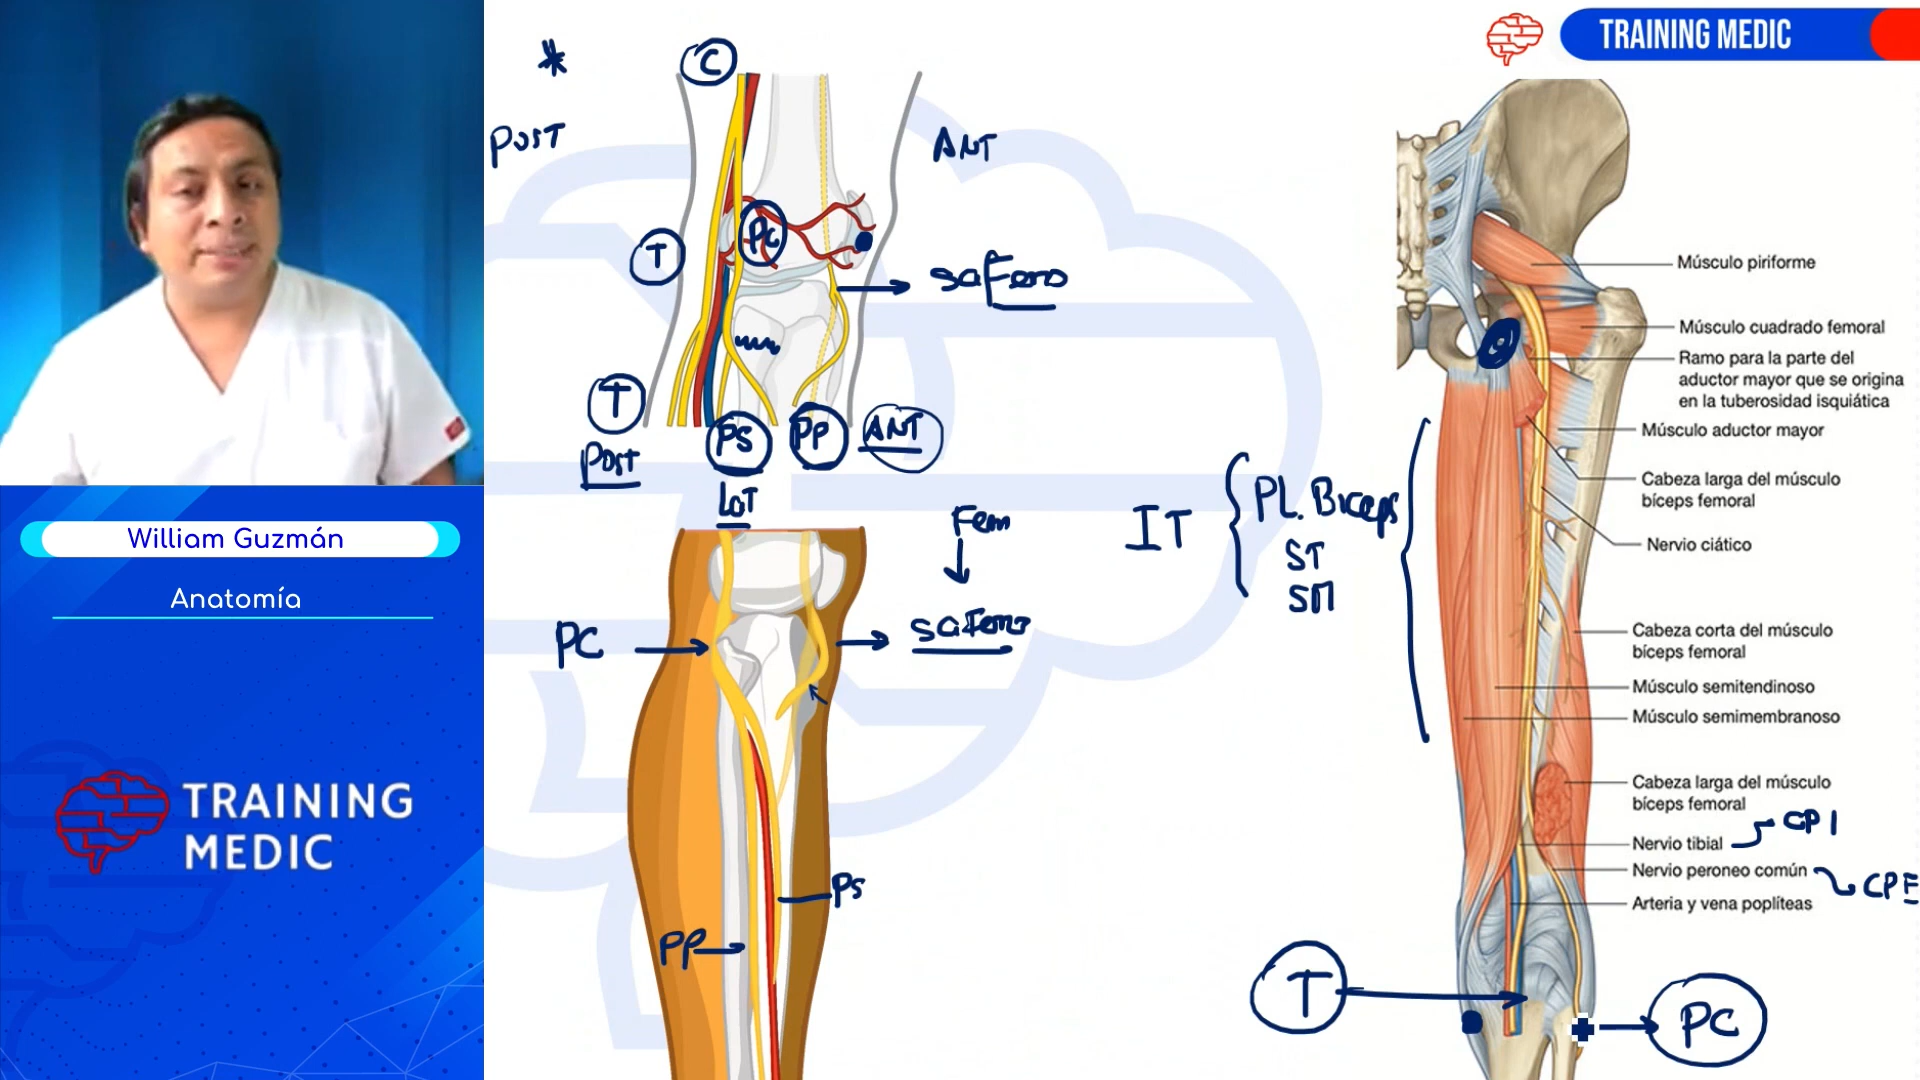 TRAINING MEDIC
*
C
POST
ANT
T
PC
safeno
T
PS
PP
ANT
Post
Lat
Fem
PC
safeno
PS
PP
IT
PL. Biceps
ST
SM
Músculo piriforme
Músculo cuadrado femoral
Ramo para la parte del
aductor mayor que se origina
en la tuberosidad isquiática
Músculo aductor mayor
Cabeza larga del músculo
bíceps femoral
Nervio ciático
Cabeza corta del músculo
bíceps femoral
Músculo semitendinoso
Músculo semimembranoso
Cabeza larga del músculo
bíceps femoral
Nervio tibial
CPI
Nervio peroneo común
CPE
Arteria y vena poplíteas
T
PC
William Guzmán
Anatomía
TRAINING
MEDIC